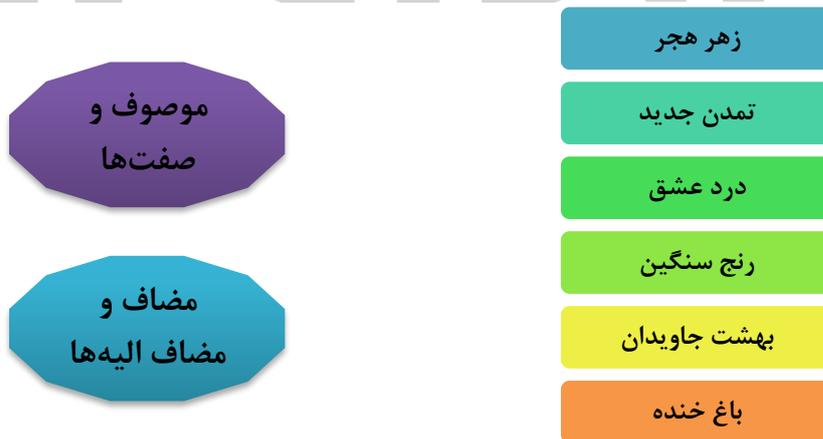 زهر هجر
تمدن جدید
درد عشق
رنج سنگین
بهشت جاویدان
باغ خنده
موصوف و
صفت‌ها
مضاف و
مضاف الیه‌ها